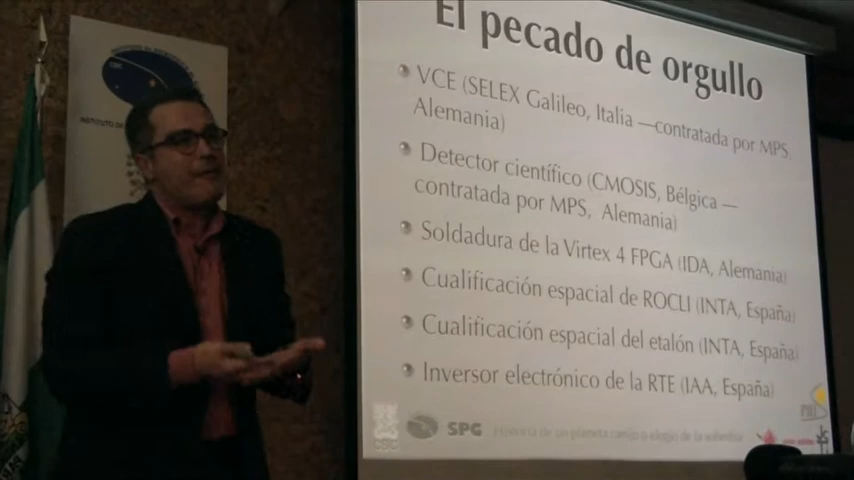 El pecado de orgullo
VCE (SELEX Galileo, Italia —contratada por MPS,
Alemania)
Detector científico (CMOSIS, Bélgica —
contratada por MPS, Alemania)
Soldadura de la Virtex 4 FPGA (IDA, Alemania)
Cualificación espacial de ROCLI (INTA, España)
Cualificación espacial del etalón (INTA, España)
Inversor electrónico de la RTE (IAA, España)
SPG
INSTITUTO DE